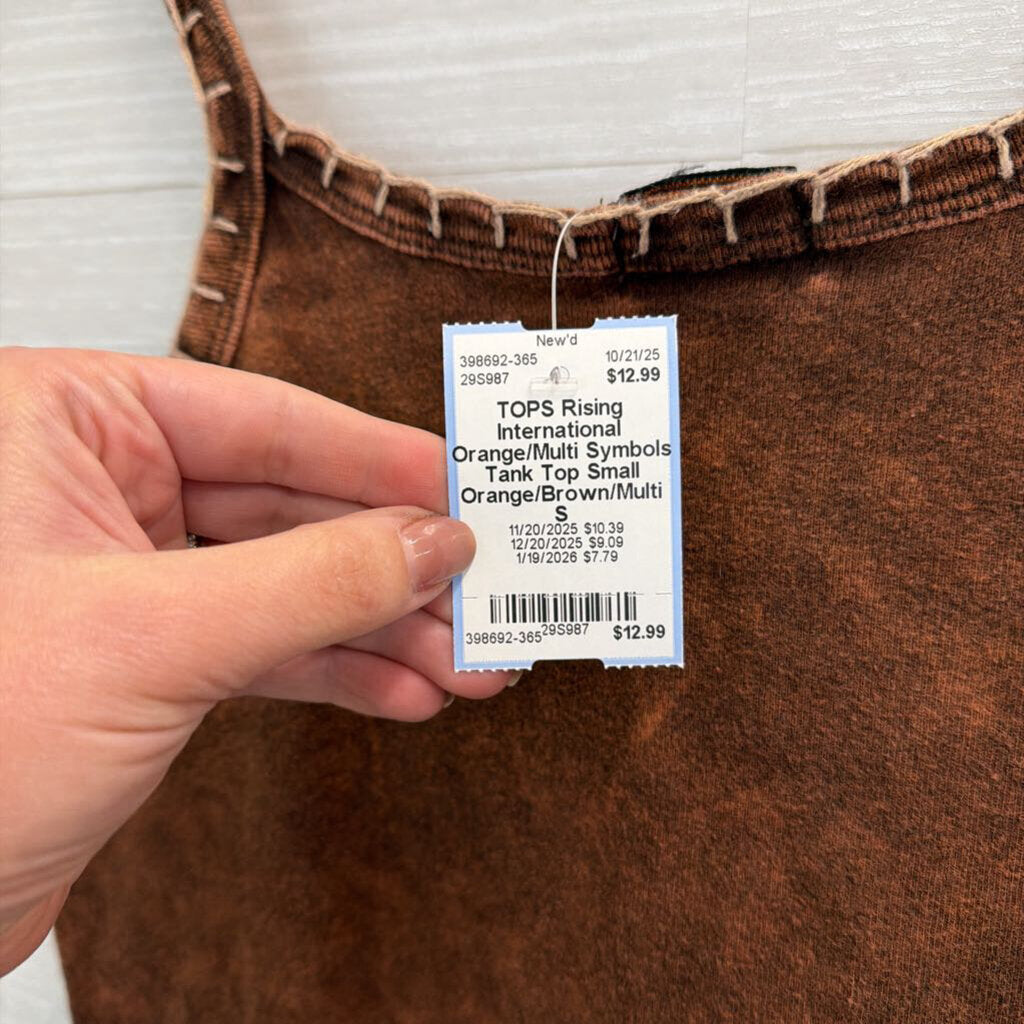 New'd
398692-365 10/21/25
29S987 $12.99
TOPS Rising
International
Orange/Multi Symbols
Tank Top Small
Orange/Brown/Multi
S
11/20/2025 $10.39
12/20/2025 $9.09
1/19/2026 $7.79
398692-365 29S987 $12.99